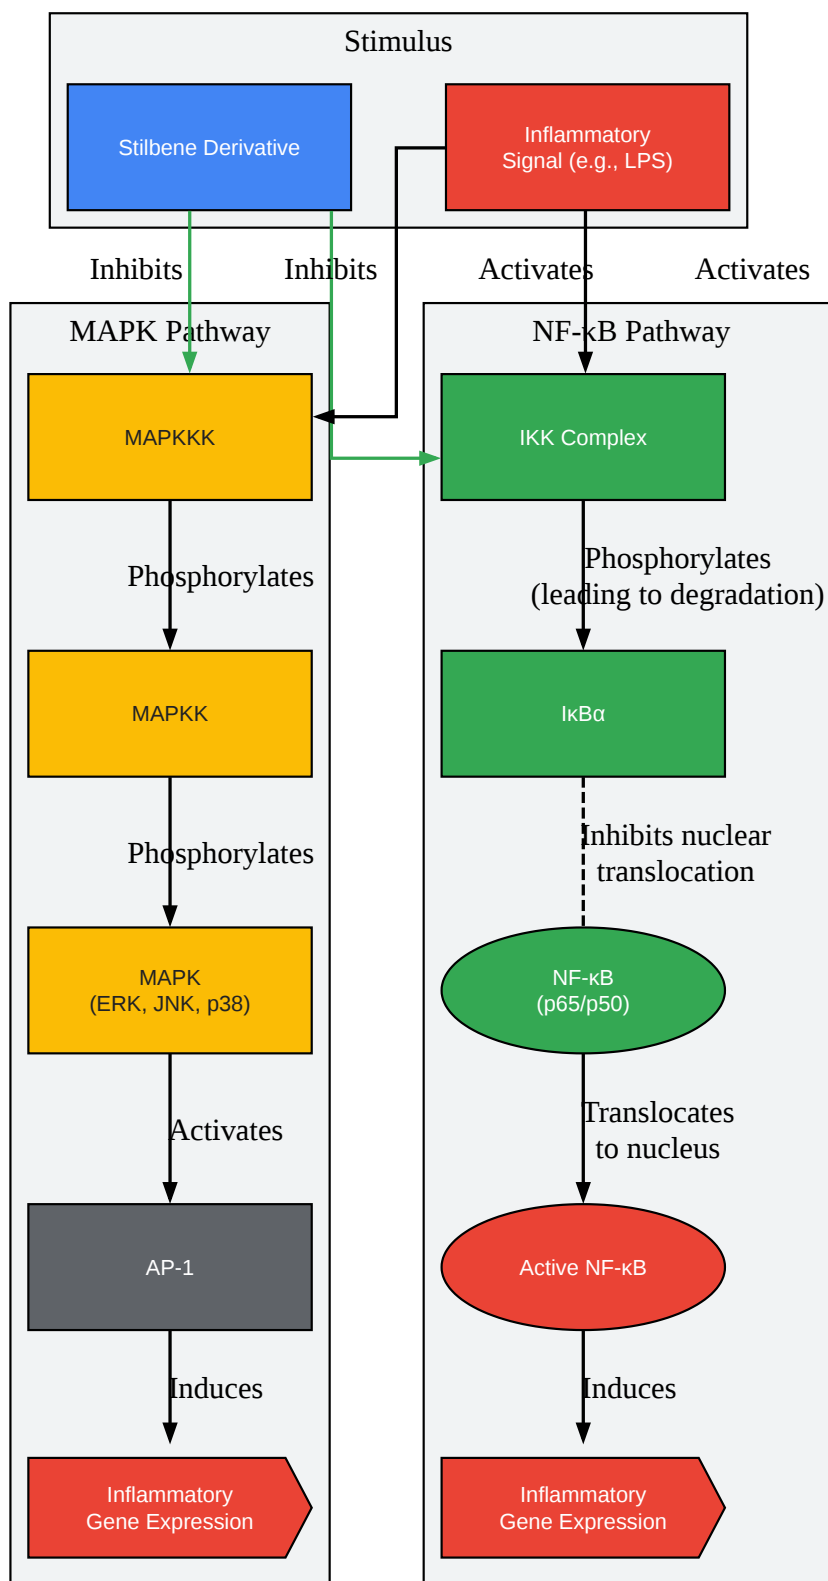 Stimulus
Stilbene Derivative
Inflammatory
Signal (e.g., LPS)
Inhibits
Inhibits
Activates
Activates
MAPK Pathway
NF-κB Pathway
MAPKKK
IKK Complex
Phosphorylates
Phosphorylates
(leading to degradation)
MAPKK
IκBα
Phosphorylates
Inhibits nuclear
translocation
MAPK
(ERK, JNK, p38)
NF-κB
(p65/p50)
Activates
Translocates
to nucleus
AP-1
Active NF-κB
Induces
Induces
Inflammatory
Gene Expression
Inflammatory
Gene Expression